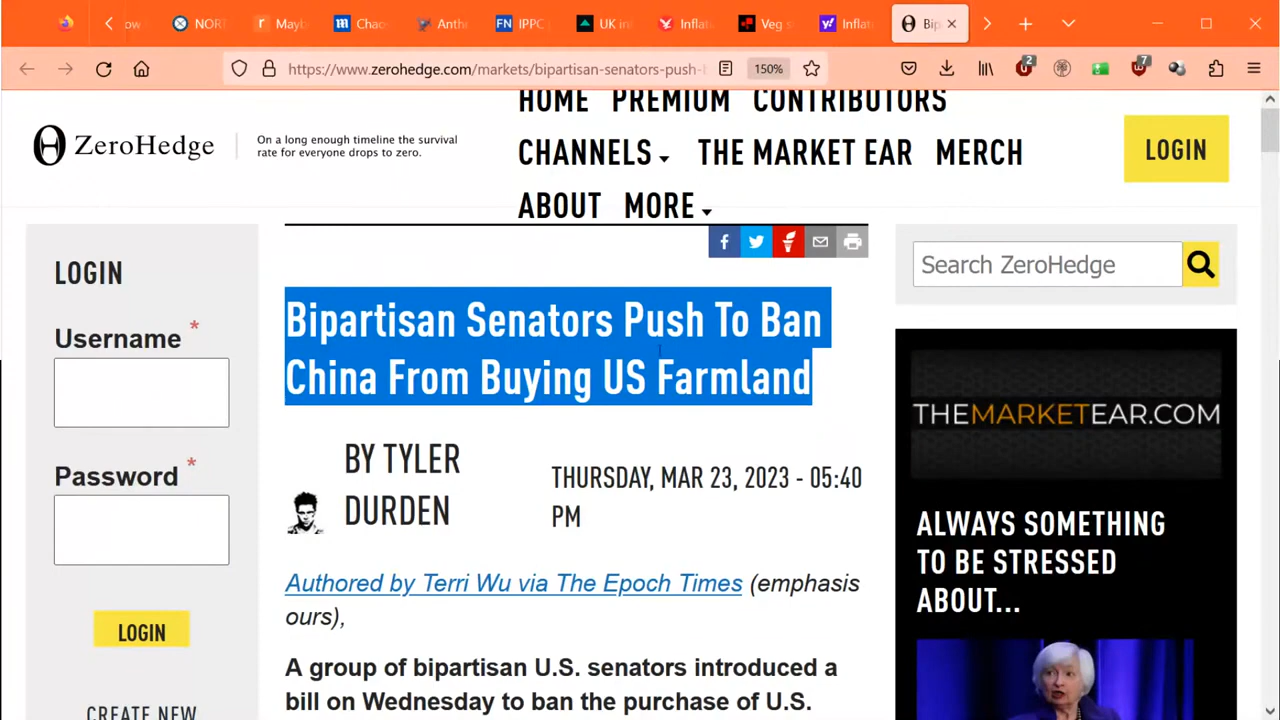 ow
NORT
Mayb
Chao
Anth
IPPC
UK in
Inflat
Veg s
Inflat
Bip
https://www.zerohedge.com/markets/bipartisan-senators-push-
150%
2
7
ZeroHedge
On a long enough timeline the survival
rate for everyone drops to zero.
HOME PREMIUM CONTRIBUTORS
CHANNELS THE MARKET EAR MERCH
ABOUT MORE
LOGIN
LOGIN
Username *
Password *
LOGIN
CREATE NEW
Bipartisan Senators Push To Ban
China From Buying US Farmland
BY TYLER
DURDEN
THURSDAY, MAR 23, 2023 - 05:40
PM
Authored by Terri Wu via The Epoch Times (emphasis
ours),
A group of bipartisan U.S. senators introduced a
bill on Wednesday to ban the purchase of U.S.
Search ZeroHedge
THEMARKETEAR.COM
ALWAYS SOMETHING
TO BE STRESSED
ABOUT...